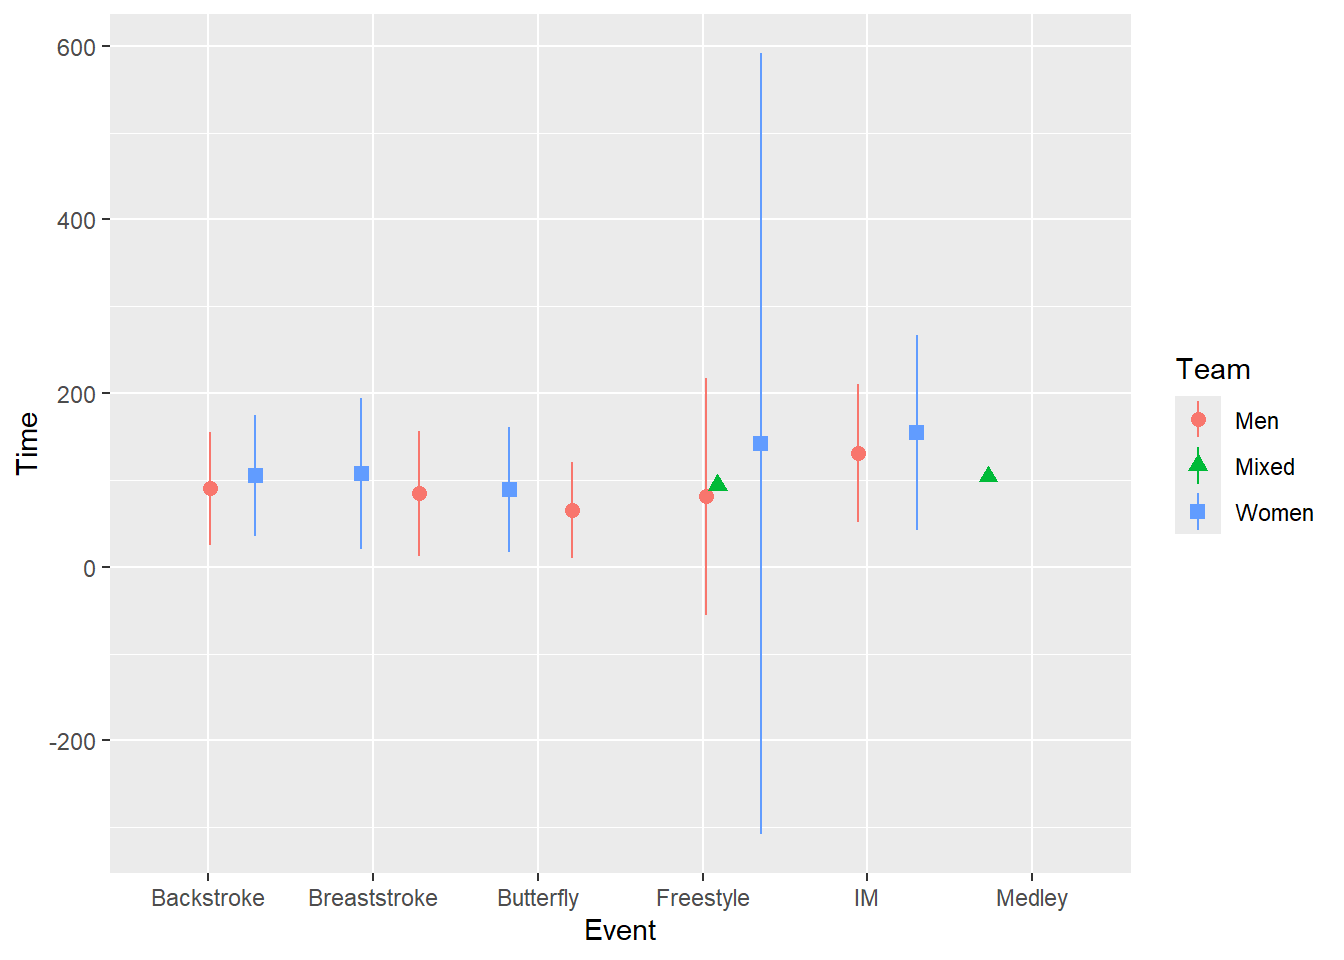 600
400
200
0
-200
Time
Backstroke Breaststroke Butterfly Freestyle IM Medley
Event
Team
Men
Mixed
Women